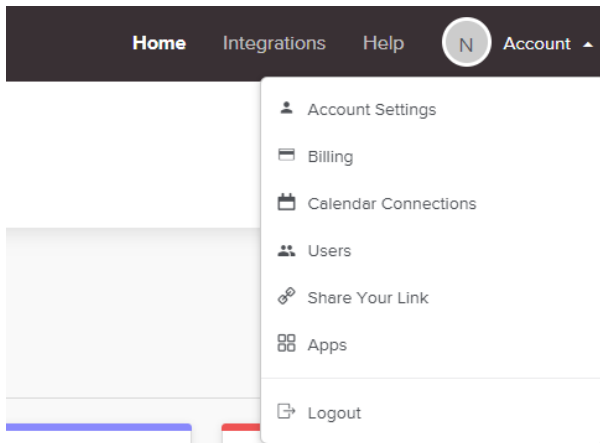 Home Integrations Help N Account
Account Settings
Billing
Calendar Connections
Users
Share Your Link
Apps
Logout